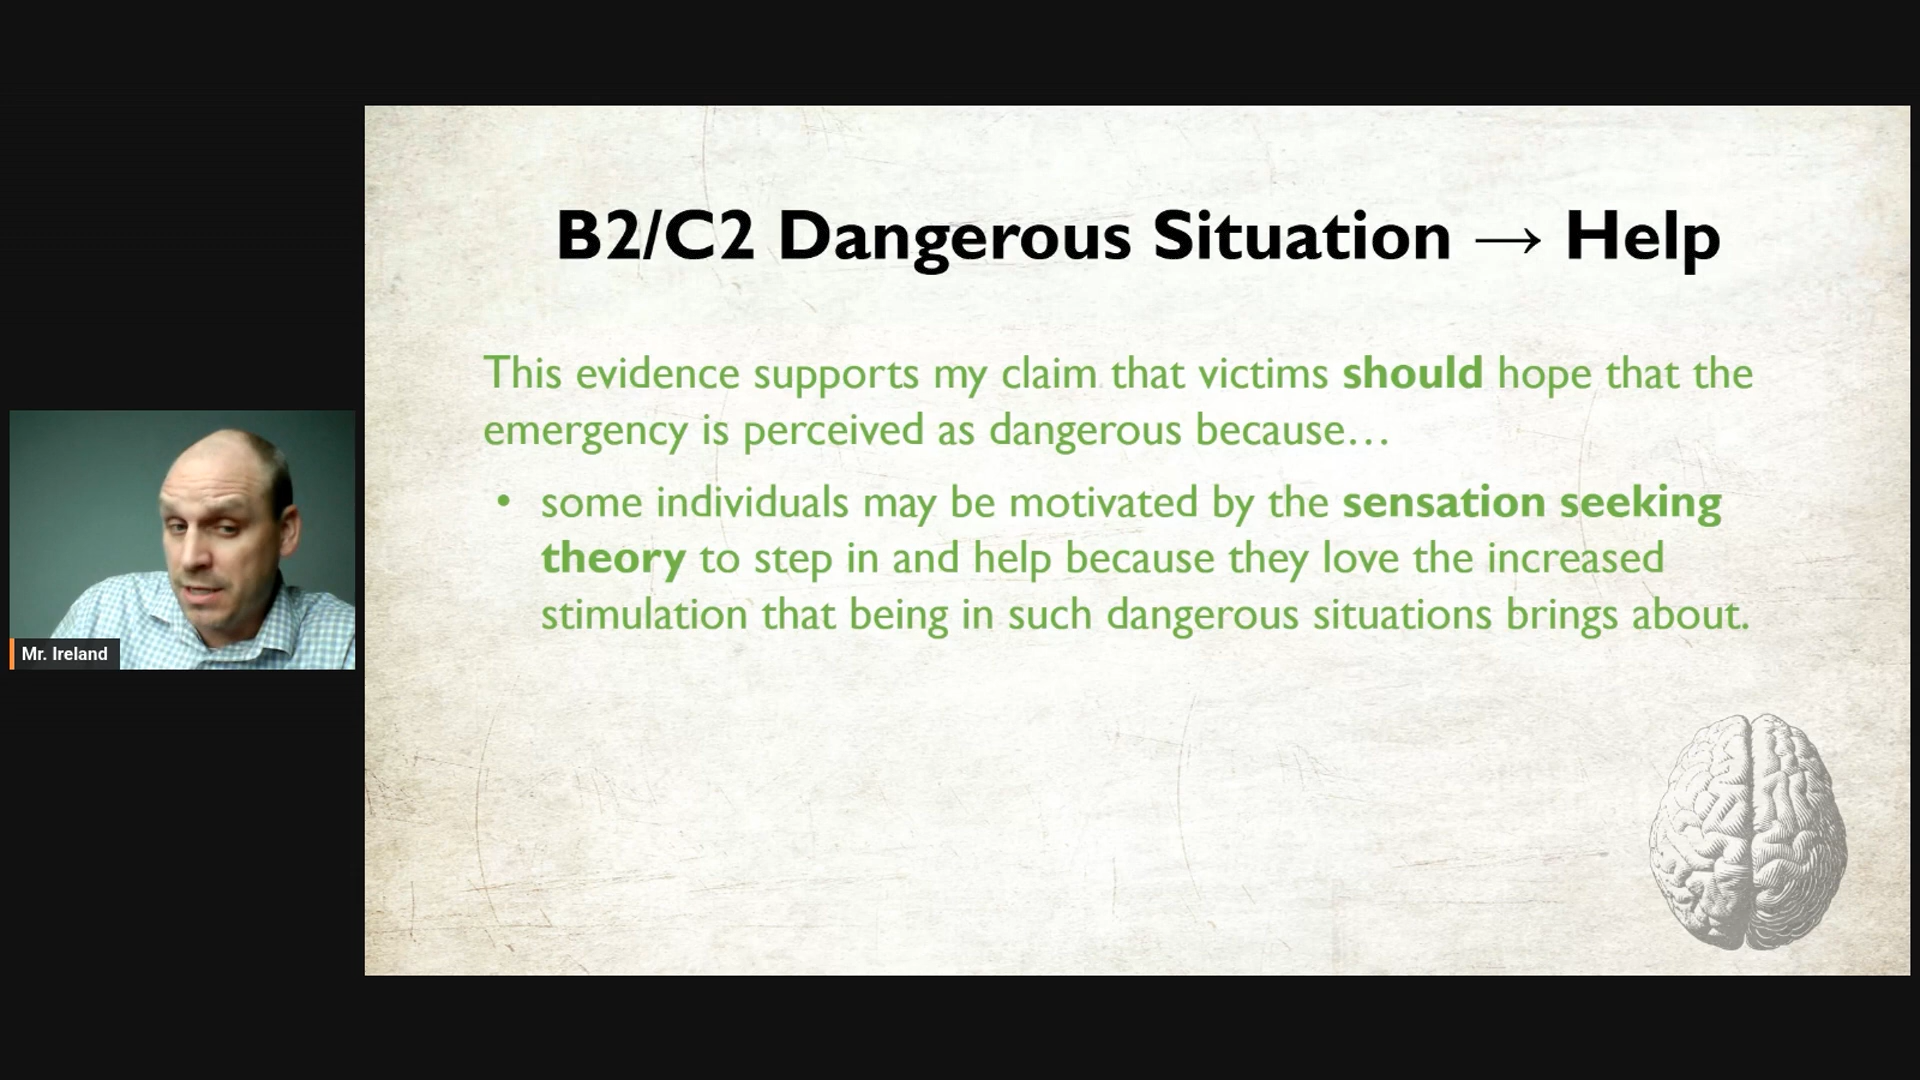 B2/C2 Dangerous Situation → Help
This evidence supports my claim that victims should hope that the
emergency is perceived as dangerous because…
• some individuals may be motivated by the sensation seeking
theory to step in and help because they love the increased
stimulation that being in such dangerous situations brings about.
Mr. Ireland